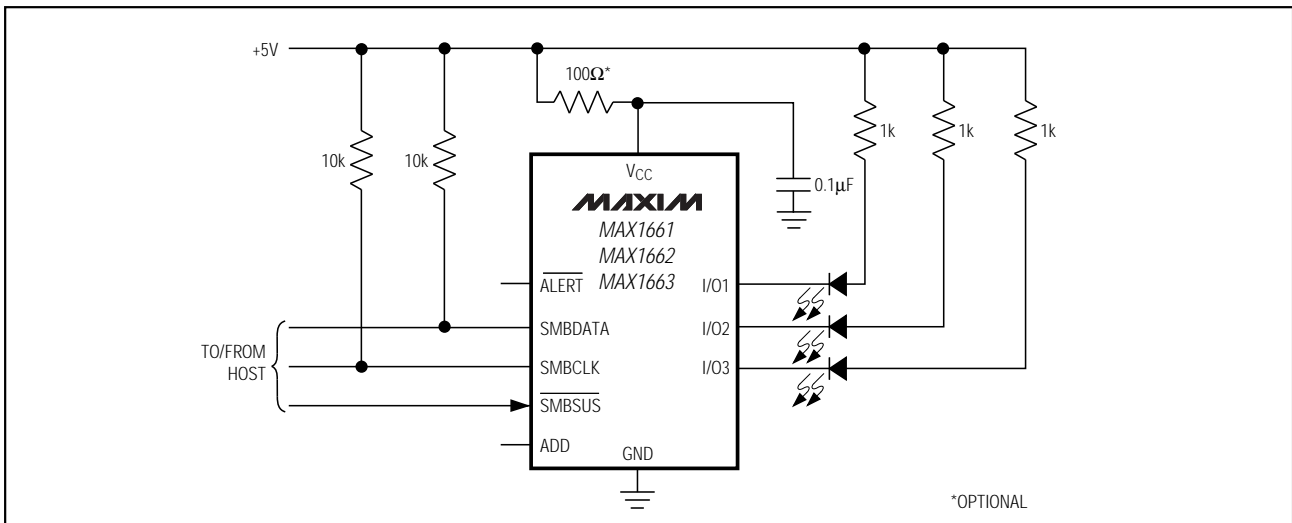 +5V
100Ω*
10k
10k
1k
1k
1k
VCC
0.1µF
MAXIM
MAX1661
MAX1662
MAX1663
ALERT
I/O1
SMBDATA
I/O2
TO/FROM
HOST
SMBCLK
I/O3
SMBSUS
ADD
GND
*OPTIONAL